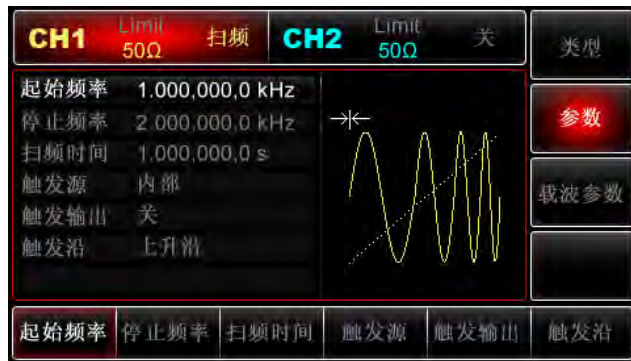 CH1 Limit 50Ω 扫频 CH2 Limit 50Ω 关
类型
起始频率 1.000,000,0 kHz
停止频率 2.000,000,0 kHz
扫频时间 1.000,000,0 s
触发源 内部
触发输出 关
触发沿 上升沿
参数
载波参数
起始频率 停止频率 扫频时间 触发源 触发输出 触发沿